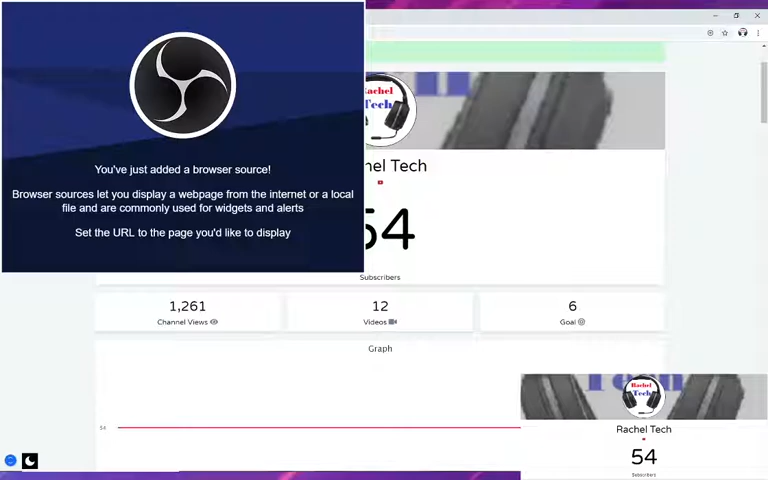 You've just added a browser source!
Browser sources let you display a webpage from the internet or a local
file and are commonly used for widgets and alerts
Set the URL to the page you'd like to display
Rachel
Tech
hel Tech
54
Subscribers
1,261
Channel Views
12
Videos
6
Goal
Graph
54
Rachel
Tech
Rachel Tech
54
Subscribers